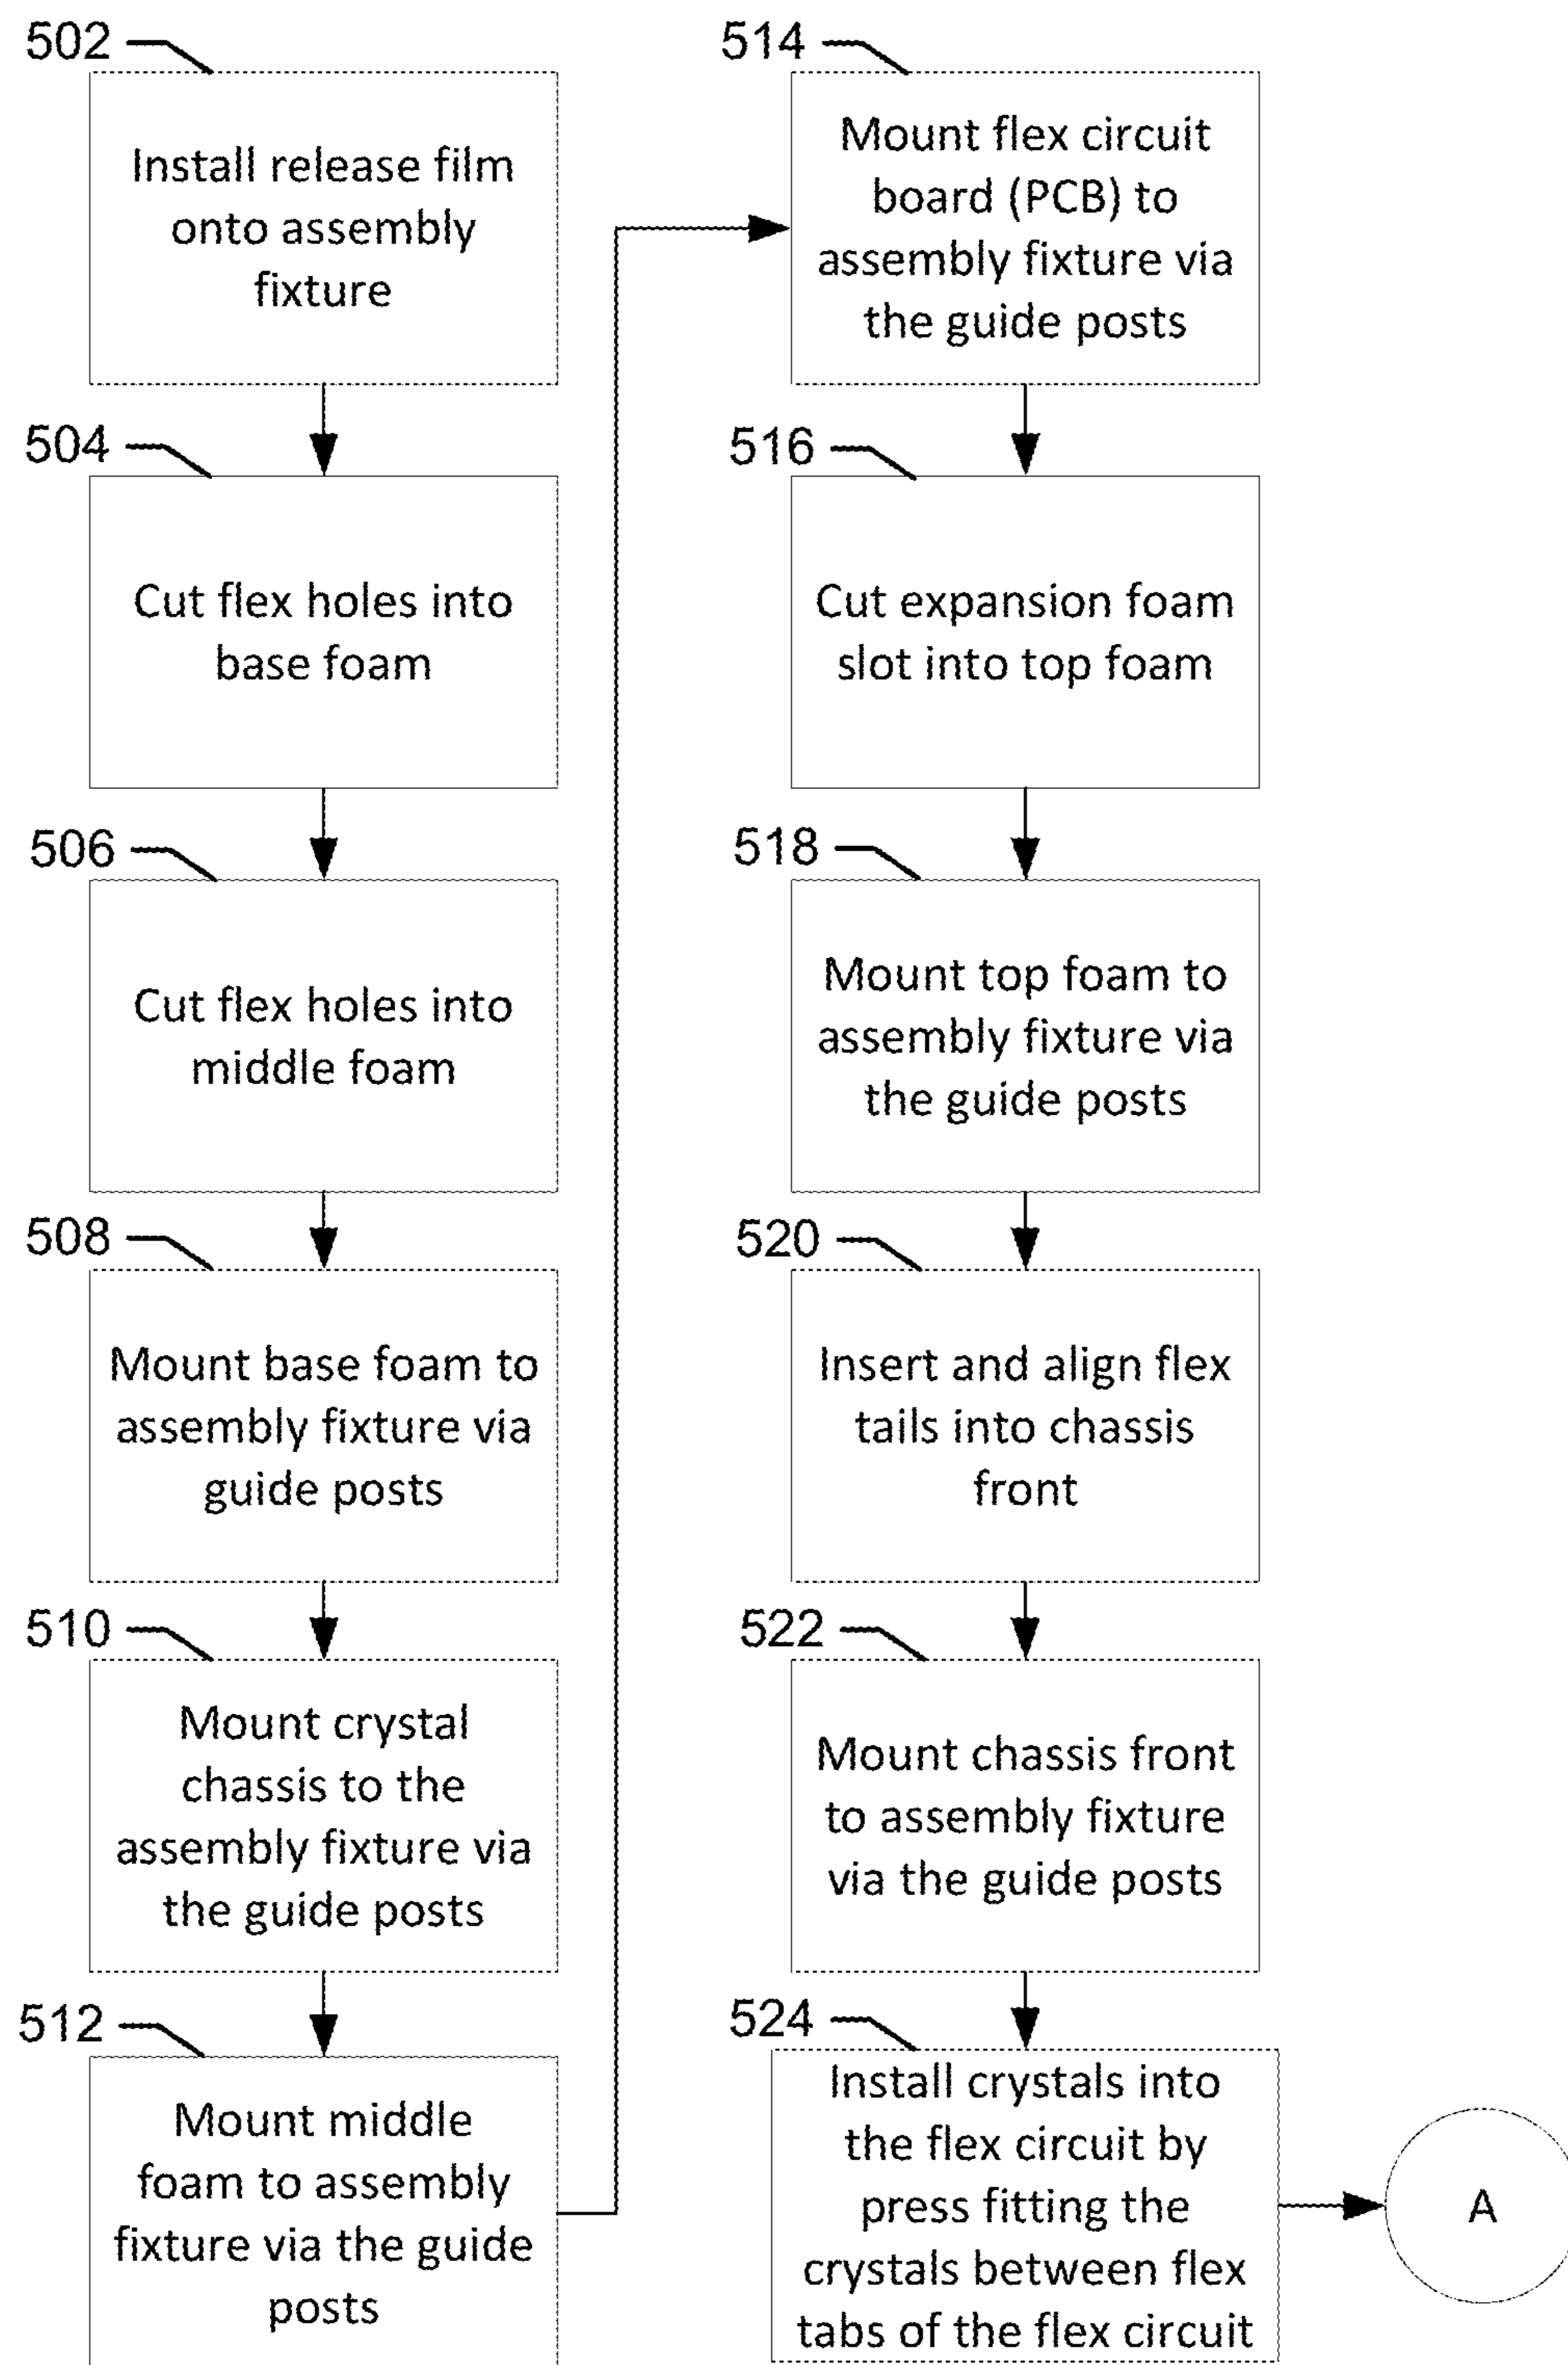 502
Install release film
onto assembly
fixture
504
Cut flex holes into
base foam
506
Cut flex holes into
middle foam
508
Mount base foam to
assembly fixture via
guide posts
510
Mount crystal
chassis to the
assembly fixture via
the guide posts
512
Mount middle
foam to assembly
fixture via the guide
posts
514
Mount flex circuit
board (PCB) to
assembly fixture via
the guide posts
516
Cut expansion foam
slot into top foam
518
Mount top foam to
assembly fixture via
the guide posts
520
Insert and align flex
tails into chassis
front
522
Mount chassis front
to assembly fixture
via the guide posts
524
Install crystals into
the flex circuit by
press fitting the
crystals between flex
tabs of the flex circuit
A